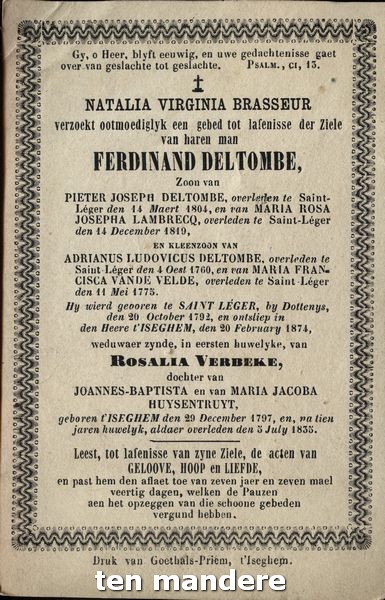 Gy, o Heer, blyft eeuwig, en uwe gedachtenisse gaet
over van geslachte tot geslachte. PSALM., CI, 13.
NATALIA VIRGINIA BRASSEUR
verzoekt ootmoediglyk een gebed tot lafenisse der Ziele
van haren man
FERDINAND DELTOMBE,
Zoon van
PIETER JOSEPH DELTOMBE, overleden te Saint-
Léger den 14 Maert 1804, en van MARIA ROSA
JOSEPHA LAMBRECQ, overleden te Saint-Léger
den 14 December 1819,
EN KLEENZOON VAN
ADRIANUS LUDOVICUS DELTOMBE, overleden te
Saint-Léger den 4 Oest 1760, en van MARIA FRAN-
CISCA VANDE VELDE, overleden te Saint-Léger
den 11 Mei 1775.
Hy wierd geboren te SAINT LÉGER, by Dottenys,
den 20 October 1792, en ontsliep in
den Heere t'ISEGHEM, den 20 February 1874,
weduwaer zynde, in eersten huwelyke, van
ROSALIA VERBEKE,
dochter van
JOANNES-BAPTISTA en van MARIA JACOBA
HUYSENTRUYT,
geboren t'ISEGHEM den 29 December 1797, en, na tien
jaren huwelyk, aldaer overleden den 5 July 1835.
Leest, tot lafenisse van zyne Ziele, de acten van
GELOOVE, HOOP en LIEFDE,
en past hem den aflaet toe van zeven jaer en zeven mael
veertig dagen, welken de Pauzen
aen het opzeggen van die schoone gebeden
vergund hebben.
Druk van Goethals-Priem, t'Iseghem.
ten mandere